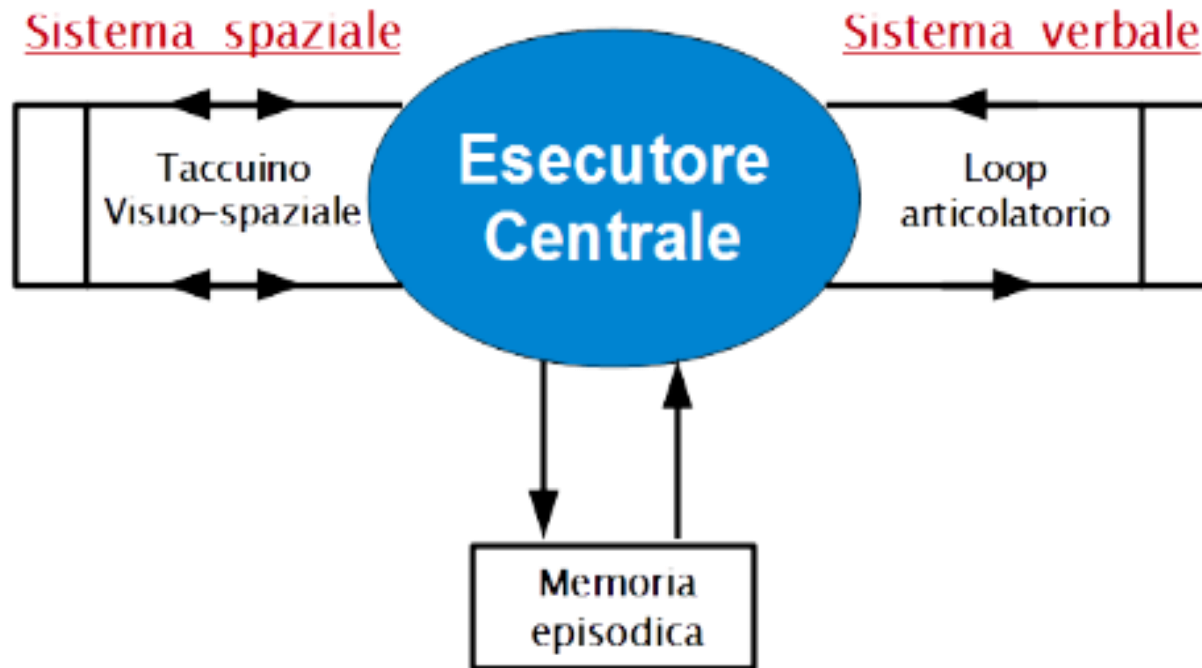 Sistema spaziale
Sistema verbale
Taccuino
Visuo-spaziale
Esecutore
Centrale
Loop
articolatorio
Memoria
episodica